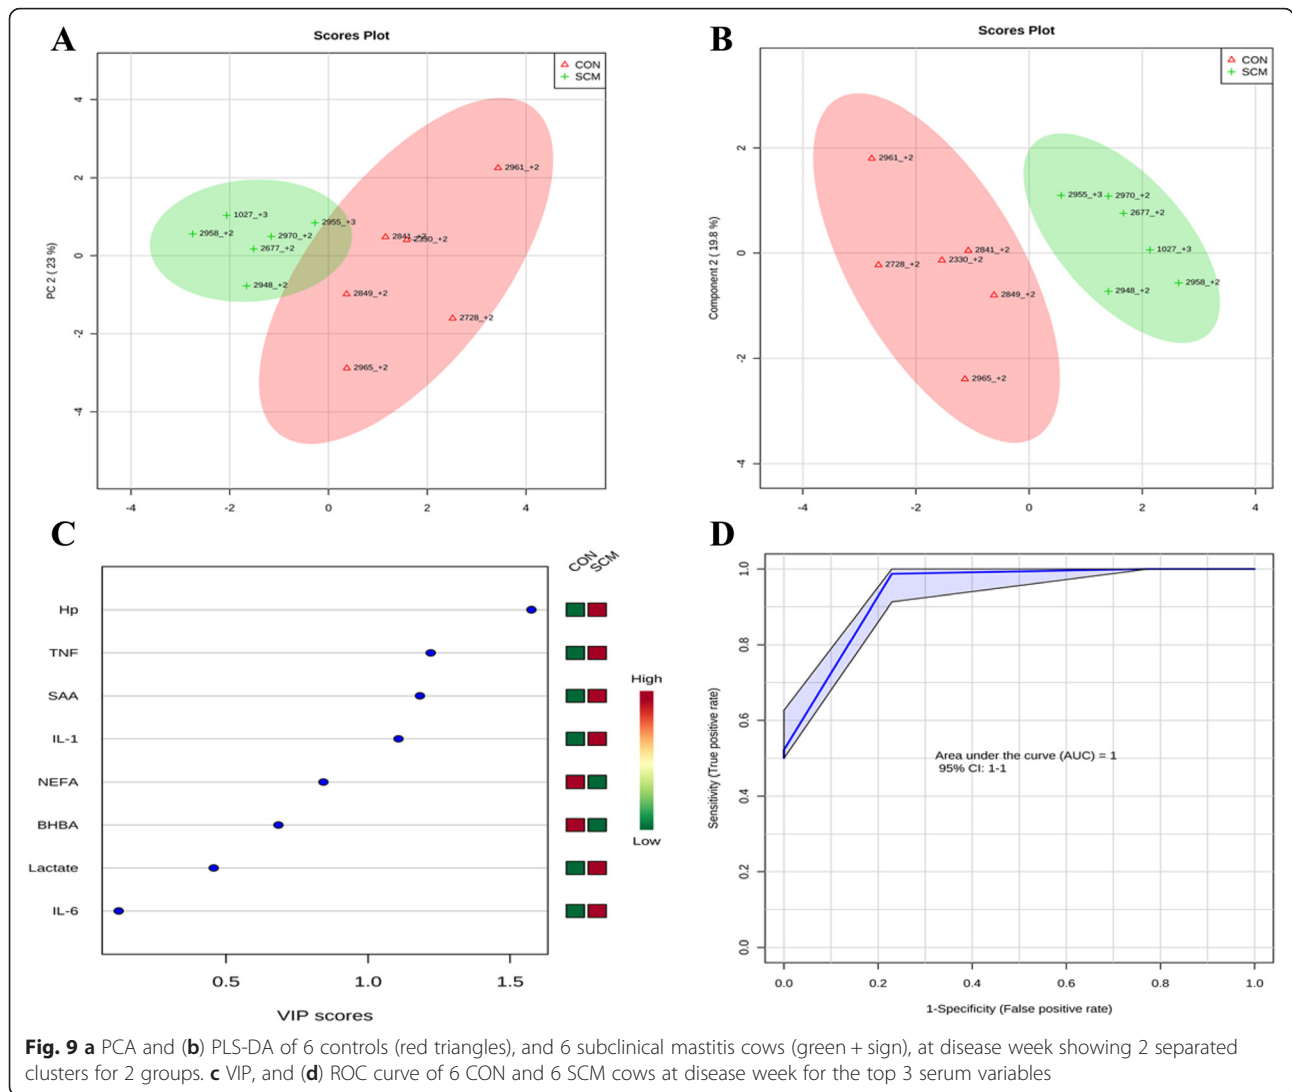 A
Scores Plot
CON
SCM
PC 2 ( 23 %)
4
2
0
-2
-4
2961_+2
1027_+3
2955_+3
2958_+2
2970_+2
2841_+2
2330_+2
2677_+2
2948_+2
2849_+2
2728_+2
2965_+2
-4
-2
0
2
4
B
Scores Plot
CON
SCM
Component 2 ( 19.8 %)
2
0
-2
-4
2961_+2
2955_+3
2970_+2
2677_+2
2841_+2
1027_+3
2330_+2
2728_+2
2958_+2
2948_+2
2849_+2
2965_+2
-4
-2
0
2
4
C
CON
SCM
Hp
TNF
SAA
IL-1
NEFA
BHBA
Lactate
IL-6
High
Low
0.5
1.0
1.5
VIP scores
D
Sensitivity (True positive rate)
1.0
0.8
0.6
0.4
0.2
0.0
Area under the curve (AUC) = 1
95% CI: 1-1
0.0
0.2
0.4
0.6
0.8
1.0
1-Specificity (False positive rate)
Fig. 9 a PCA and (b) PLS-DA of 6 controls (red triangles), and 6 subclinical mastitis cows (green + sign), at disease week showing 2 separated
clusters for 2 groups. c VIP, and (d) ROC curve of 6 CON and 6 SCM cows at disease week for the top 3 serum variables